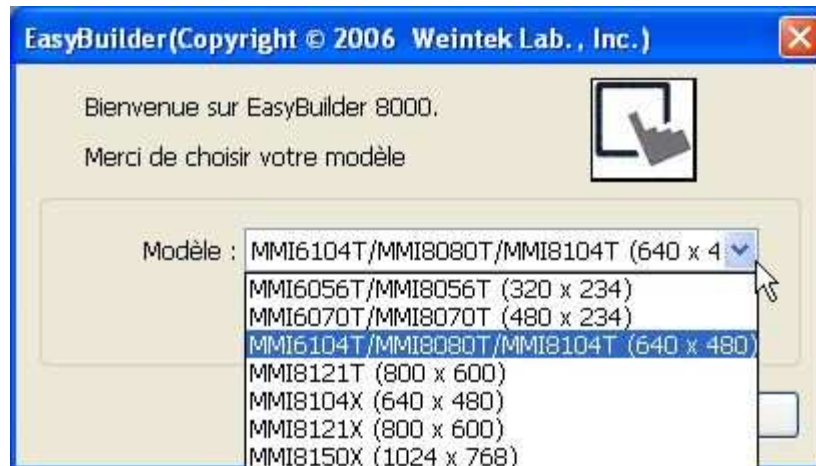 EasyBuilder(Copyright © 2006 Weintek Lab., Inc.)
Bienvenue sur EasyBuilder 8000.
Merci de choisir votre modèle
Modèle : MMI6104T/MMI8080T/MMI8104T (640 x 4
MMI6056T/MMI8056T (320 x 234)
MMI6070T/MMI8070T (480 x 234)
MMI6104T/MMI8080T/MMI8104T (640 x 480)
MMI8121T (800 x 600)
MMI8104X (640 x 480)
MMI8121X (800 x 600)
MMI8150X (1024 x 768)